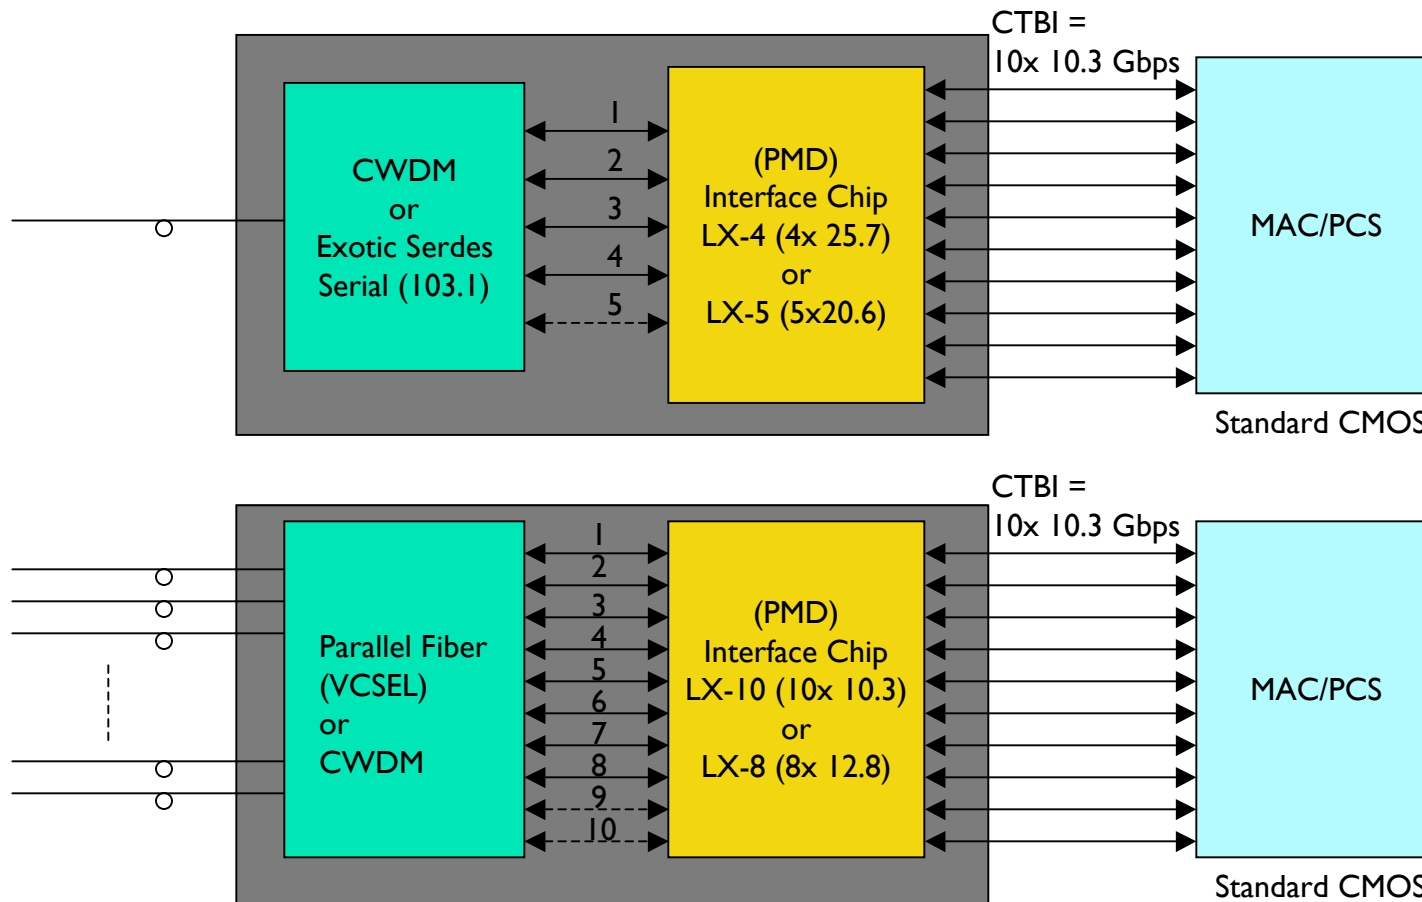 CTBI =
10x 10.3 Gbps
CWDM
or
Exotic Serdes
Serial (103.1)
1
2
3
4
5
(PMD)
Interface Chip
LX-4 (4x 25.7)
or
LX-5 (5x20.6)
MAC/PCS
Standard CMOS
CTBI =
10x 10.3 Gbps
Parallel Fiber
(VCSEL)
or
CWDM
1
2
3
4
5
6
7
8
9
10
(PMD)
Interface Chip
LX-10 (10x 10.3)
or
LX-8 (8x 12.8)
MAC/PCS
Standard CMOS